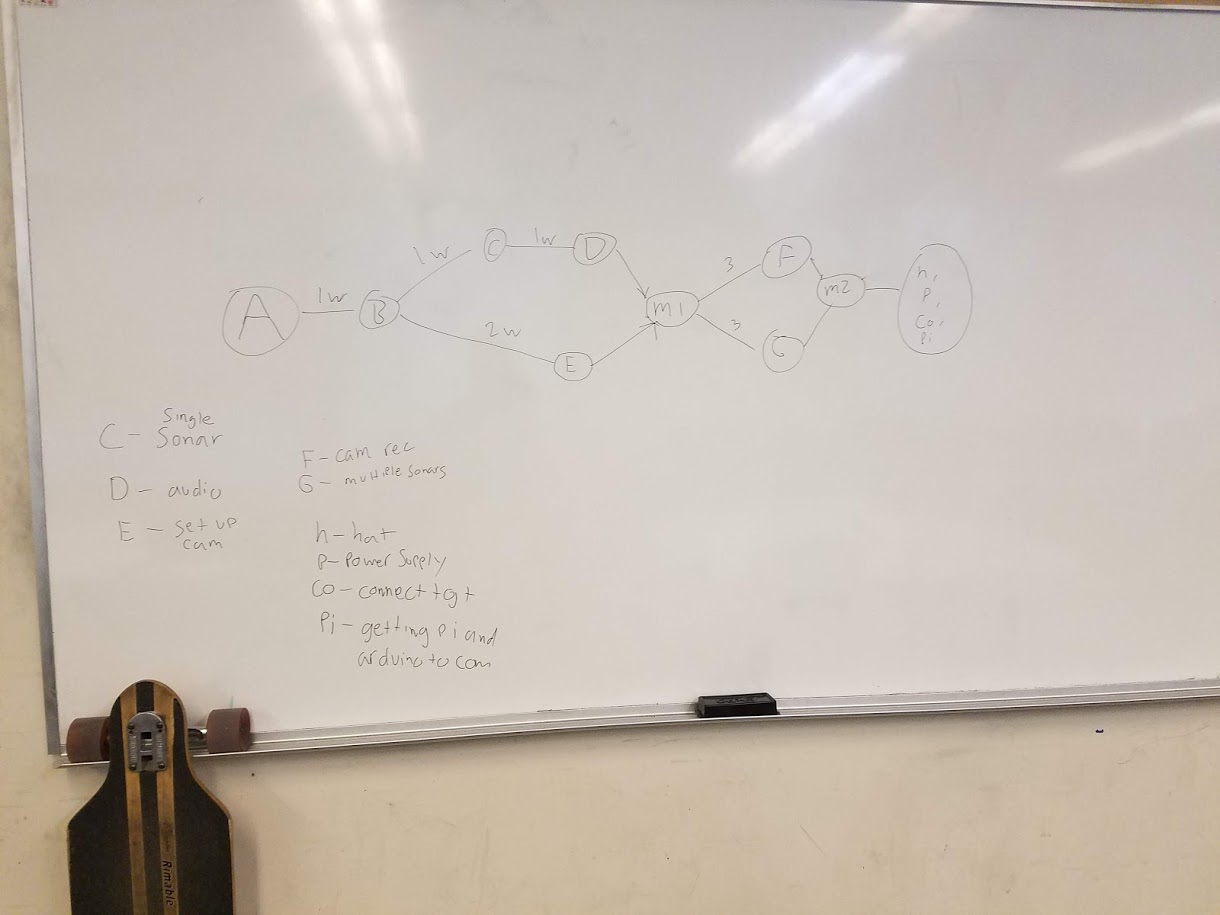 1w
C
1w
D
A
1w
B
2w
E
m1
3
F
3
G
m2
h,
P,
Co,
Pi
C - Single
Sonar
D - audio
E - set up
cam
F - cam rec
G - multiple sonars
h - hat
P - Power Supply
CO - connect tgt
Pi - getting pi and
arduino to com
Rimable